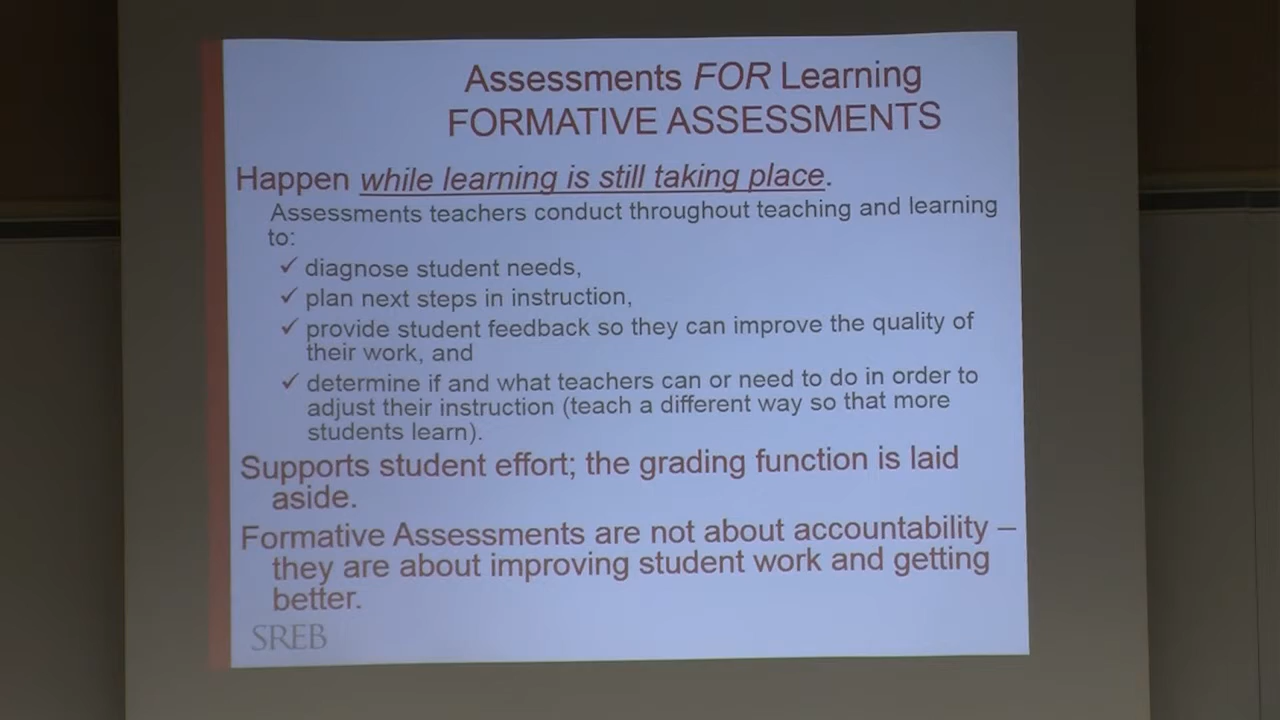 Assessments FOR Learning
FORMATIVE ASSESSMENTS
Happen while learning is still taking place.
Assessments teachers conduct throughout teaching and learning
to:
✓ diagnose student needs,
✓ plan next steps in instruction,
✓ provide student feedback so they can improve the quality of
their work, and
✓ determine if and what teachers can or need to do in order to
adjust their instruction (teach a different way so that more
students learn).
Supports student effort; the grading function is laid
aside.
Formative Assessments are not about accountability –
they are about improving student work and getting
better.
SREB